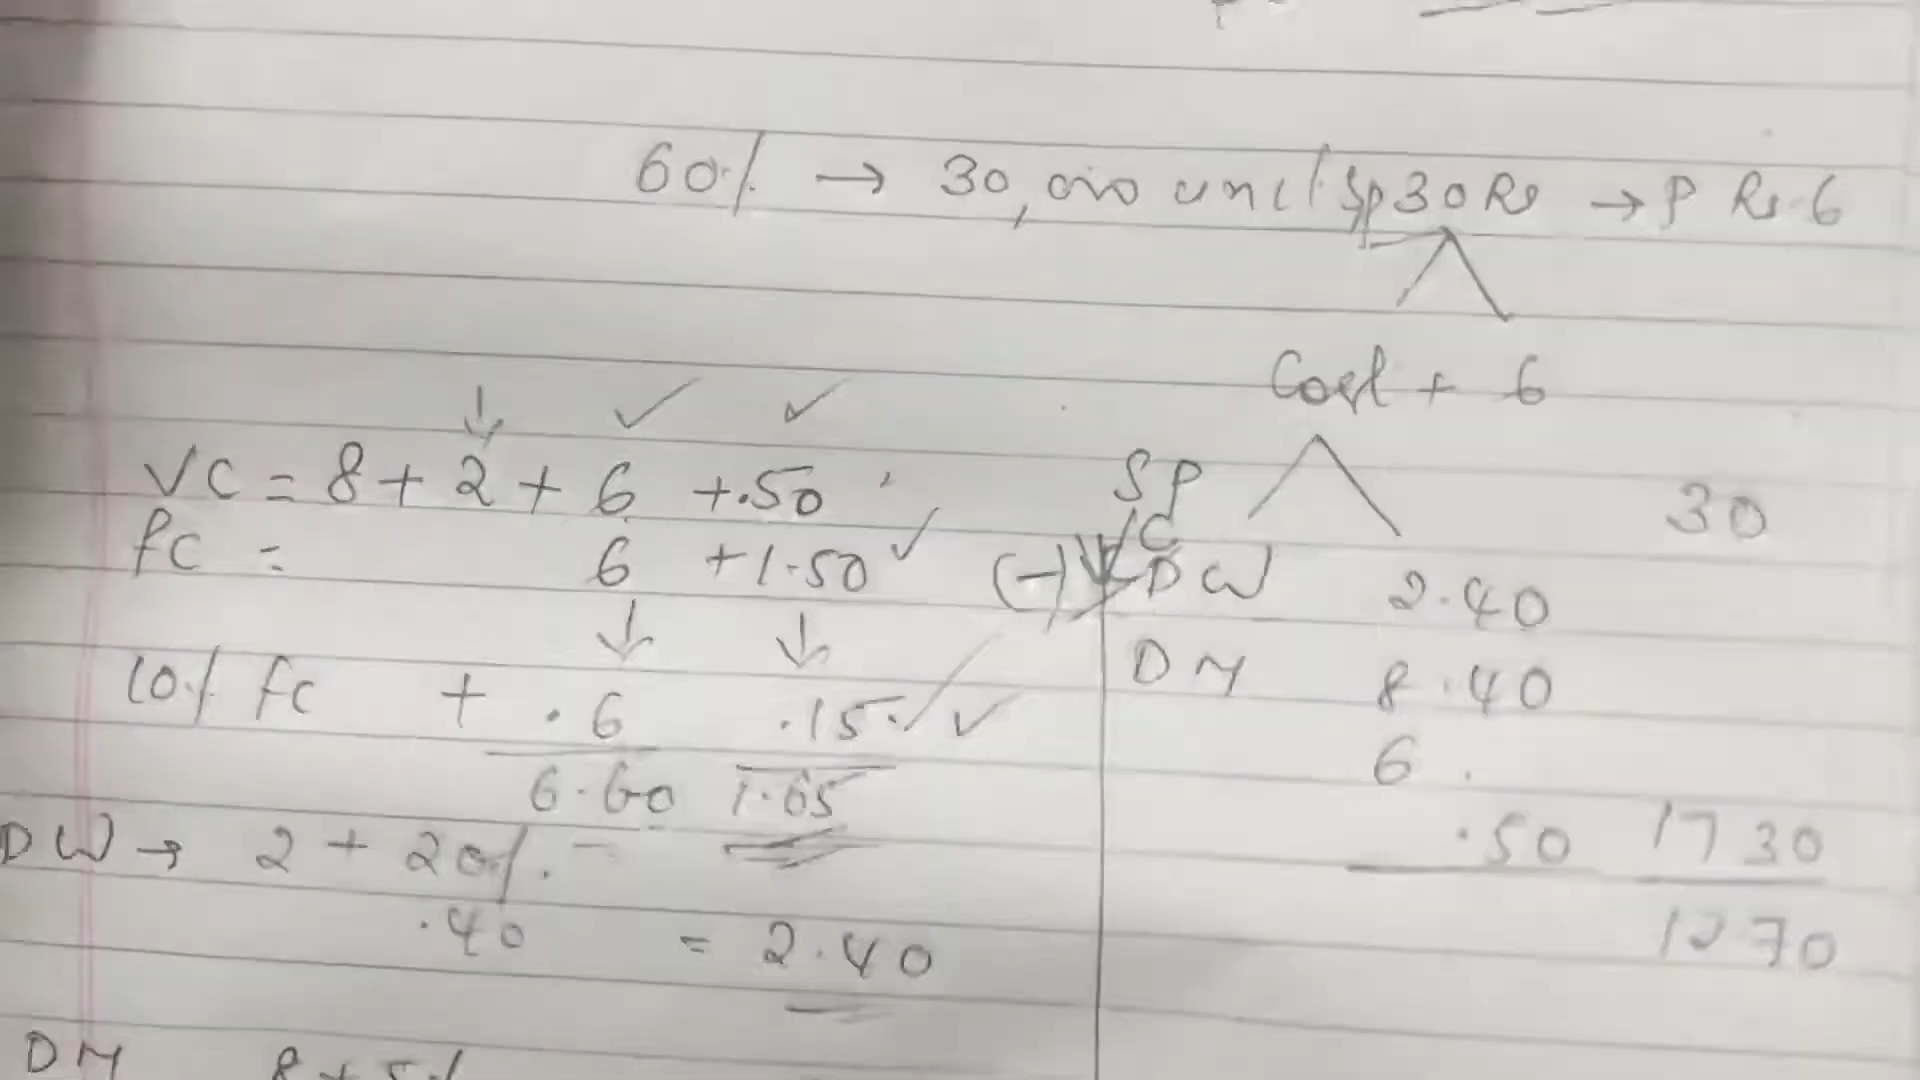 60% → 30,000 unit Sp 30 Rs → P Rs. 6
Cost + 6
VC = 8 + 2 + 6 + .50
FC = 6 + 1.50
10% FC + .6 .15
6.60 1.65
DW → 2 + 20%.
.40 = 2.40
DM 8 + 5%
SP 30
(-) VC
DW 2.40
DM 8.40
6.
.50 17 30
12 70